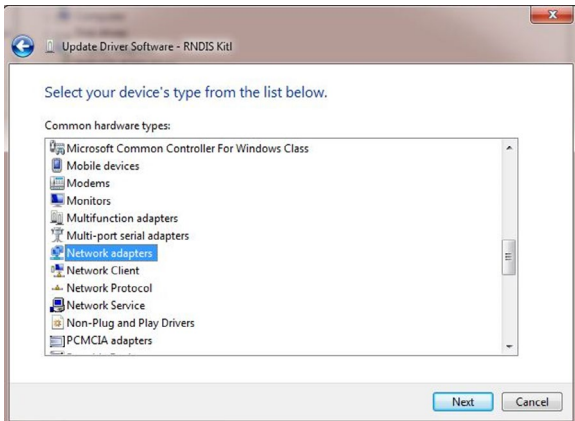 Update Driver Software - RNDIS Kitl
Select your device's type from the list below.
Common hardware types:
Microsoft Common Controller For Windows Class
Mobile devices
Modems
Monitors
Multifunction adapters
Multi-port serial adapters
Network adapters
Network Client
Network Protocol
Network Service
Non-Plug and Play Drivers
PCMCIA adapters
Next Cancel